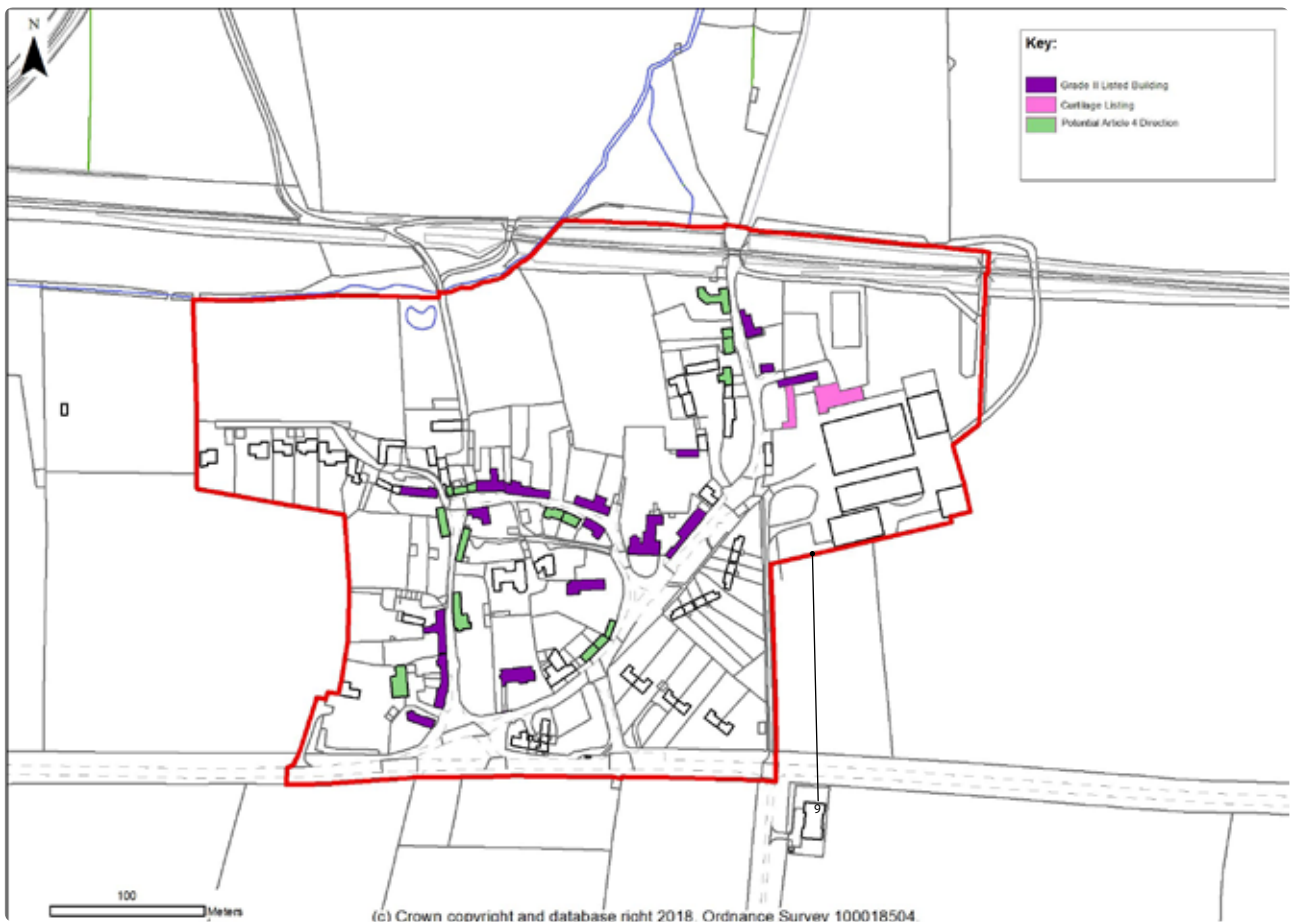 N
Key:
Grade II Listed Building
Curtilage Listing
Potential Article 4 Direction
9
100
Meters
(c) Crown copyright and database right 2018. Ordnance Survey 100018504.